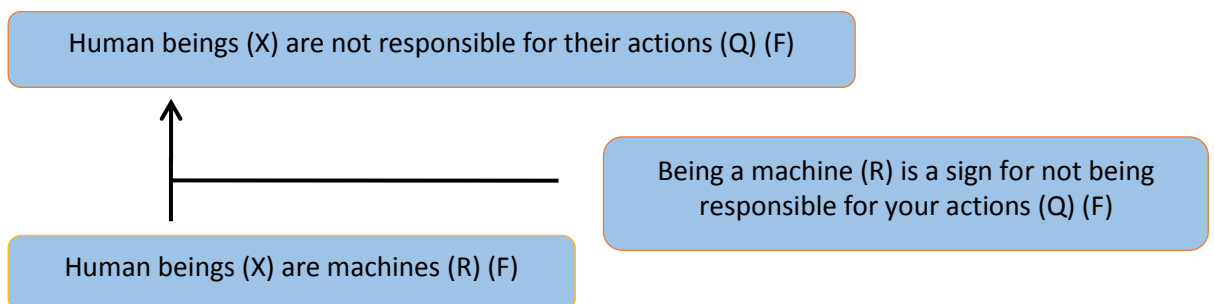 Human beings (X) are not responsible for their actions (Q) (F)
Being a machine (R) is a sign for not being
responsible for your actions (Q) (F)
Human beings (X) are machines (R) (F)